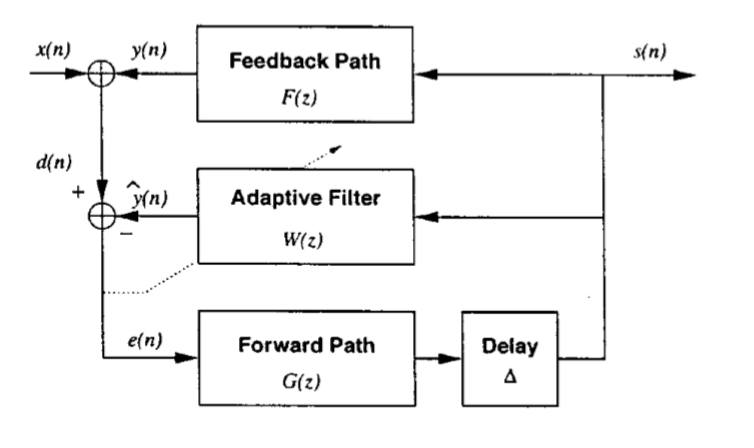 x(n)
y(n)
Feedback Path
F(z)
s(n)
d(n)
+
ŷ(n)
−
Adaptive Filter
W(z)
e(n)
Forward Path
G(z)
Delay
Δ